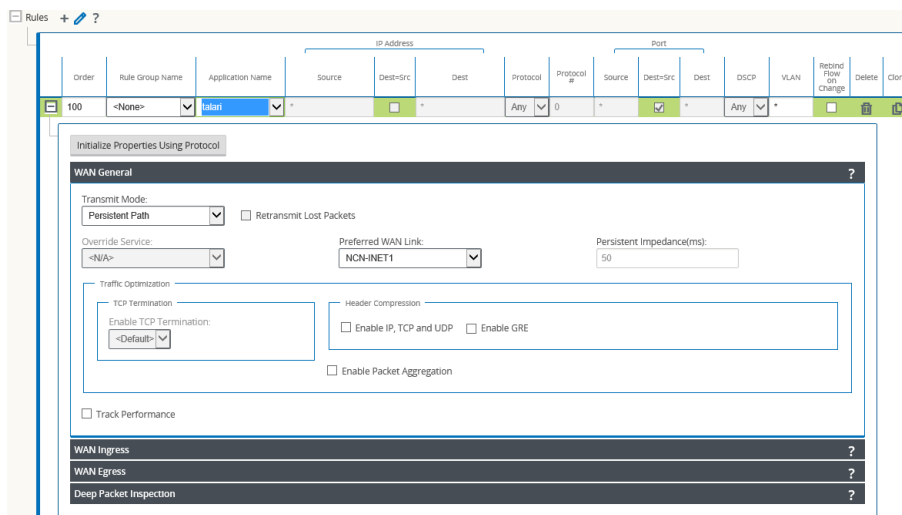 Rules + ?
IP Address Port
Order Rule Group Name Application Name Source Dest=Src Dest Protocol Protocol # Source Dest=Src Dest DSCP VLAN Rebind Flow on Change Delete Clon
100 <None> talari * * Any 0 * * Any *
Initialize Properties Using Protocol
WAN General ?
Transmit Mode:
Persistent Path Retransmit Lost Packets
Override Service: Preferred WAN Link: Persistent Impedance(ms):
<N/A> NCN-INET1 50
Traffic Optimization
TCP Termination Header Compression
Enable TCP Termination: Enable IP, TCP and UDP Enable GRE
<Default>
Enable Packet Aggregation
Track Performance
WAN Ingress ?
WAN Egress ?
Deep Packet Inspection ?